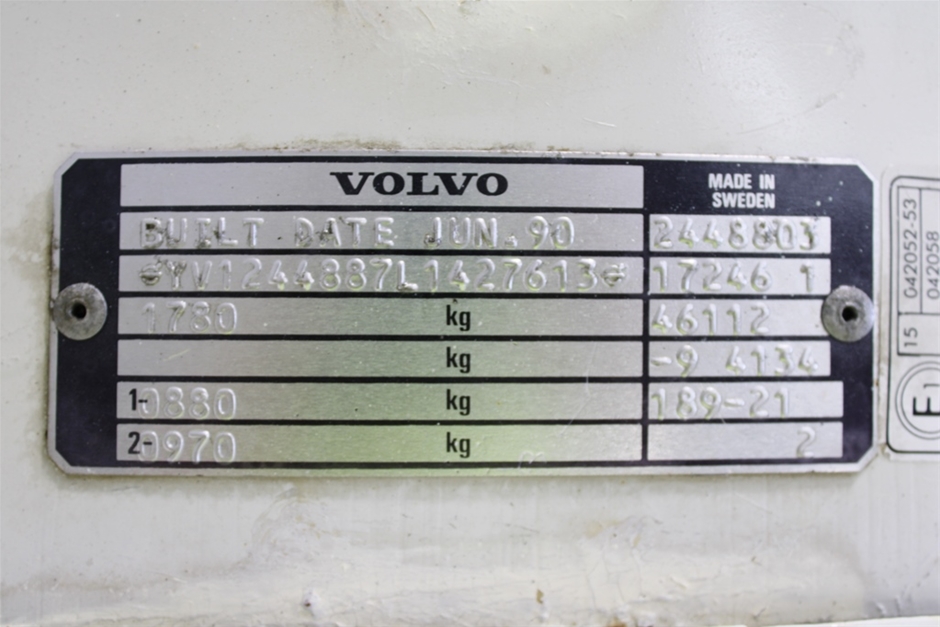 VOLVO
MADE IN
SWEDEN
BUILT DATE JUN.90
2448803
YV1244887L1427613
17246 1
1780 kg
46112
kg
-9 4134
1-0880 kg
189-21
2-0970 kg
2
15 042052-53
042058
E1